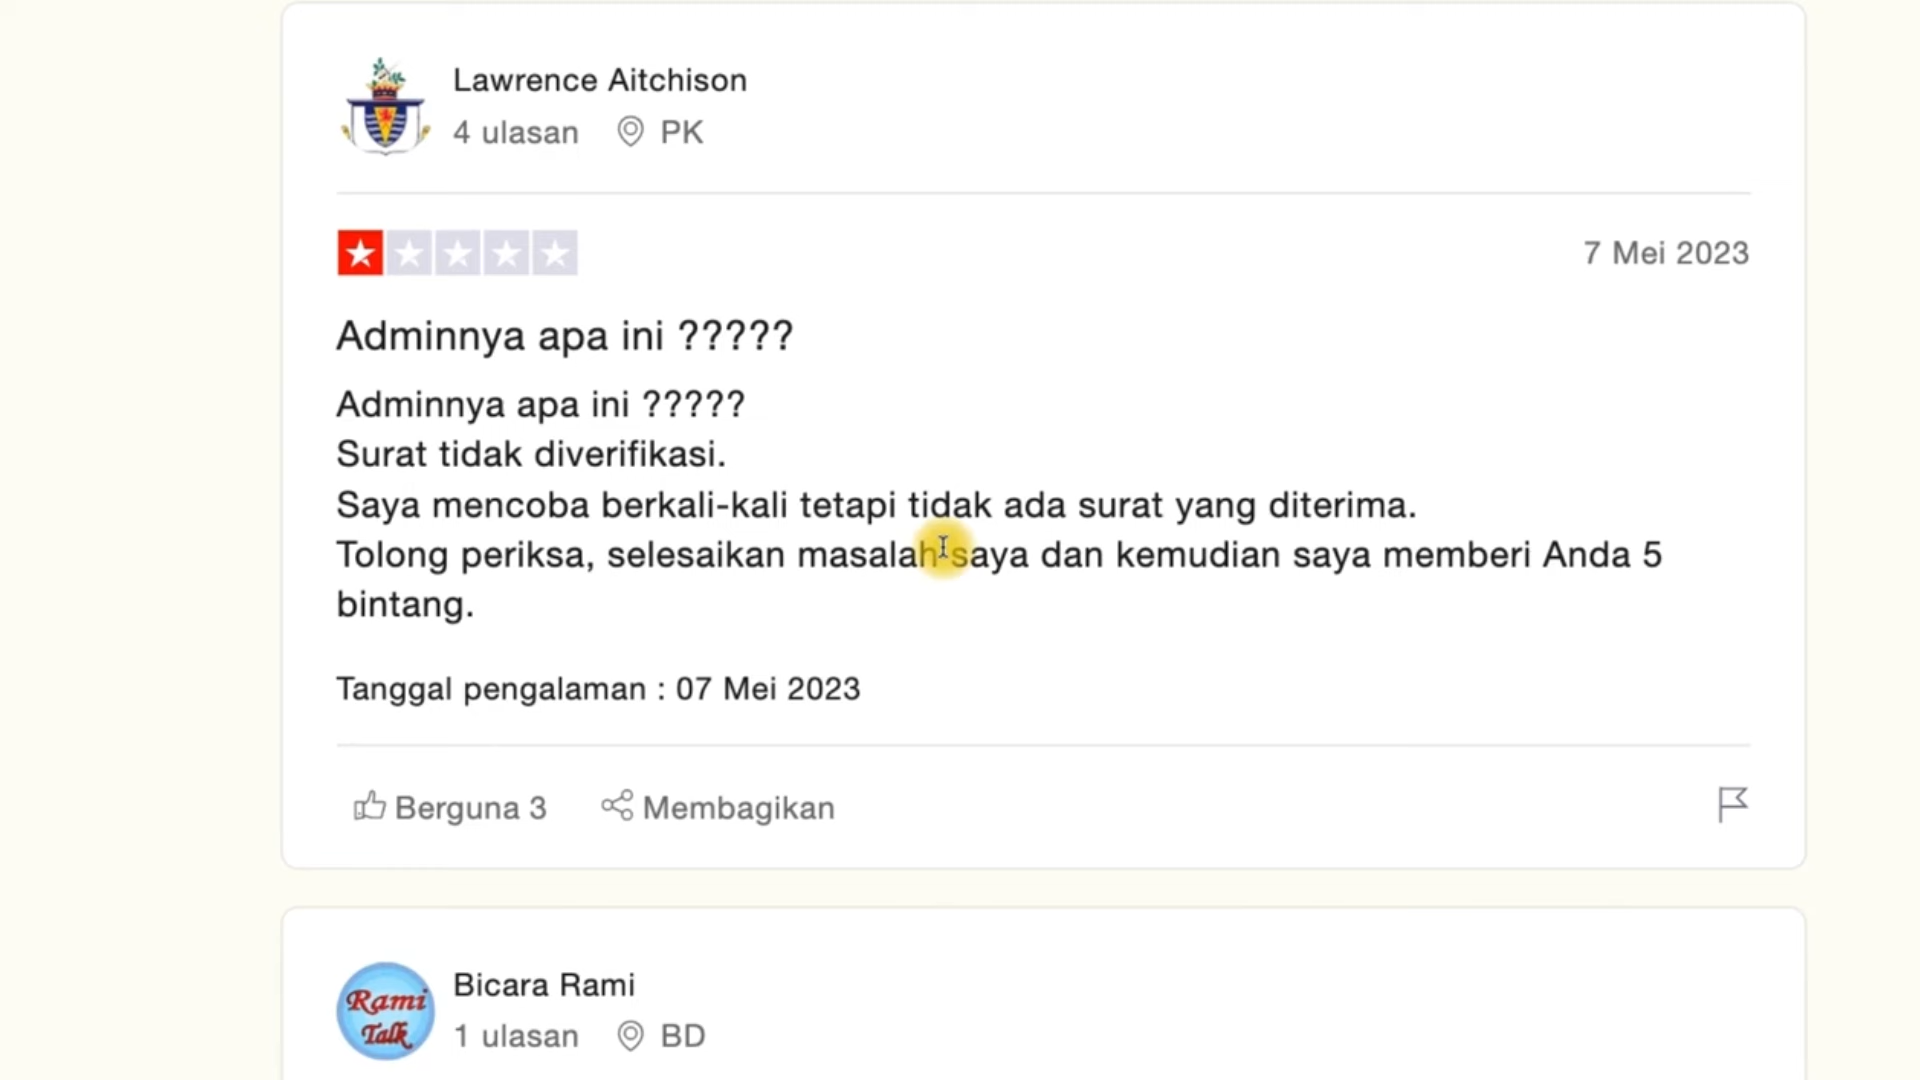 Lawrence Aitchison
4 ulasan PK
7 Mei 2023
Adminnya apa ini ?????
Adminnya apa ini ?????
Surat tidak diverifikasi.
Saya mencoba berkali-kali tetapi tidak ada surat yang diterima.
Tolong periksa, selesaikan masalah saya dan kemudian saya memberi Anda 5
bintang.
Tanggal pengalaman : 07 Mei 2023
Berguna 3 Membagikan
Rami
Talk
Bicara Rami
1 ulasan BD